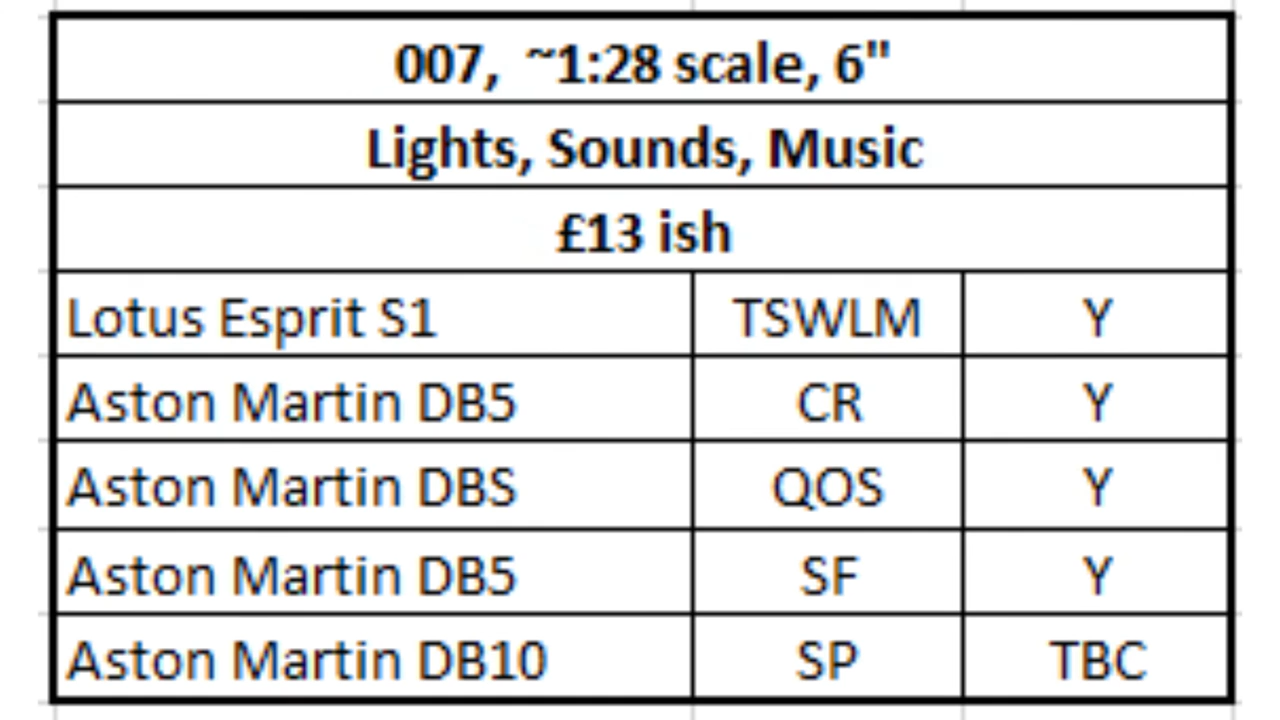 007, ~1:28 scale, 6"
Lights, Sounds, Music
£13 ish
Lotus Esprit S1 TSWLM Y
Aston Martin DB5 CR Y
Aston Martin DBS QOS Y
Aston Martin DB5 SF Y
Aston Martin DB10 SP TBC